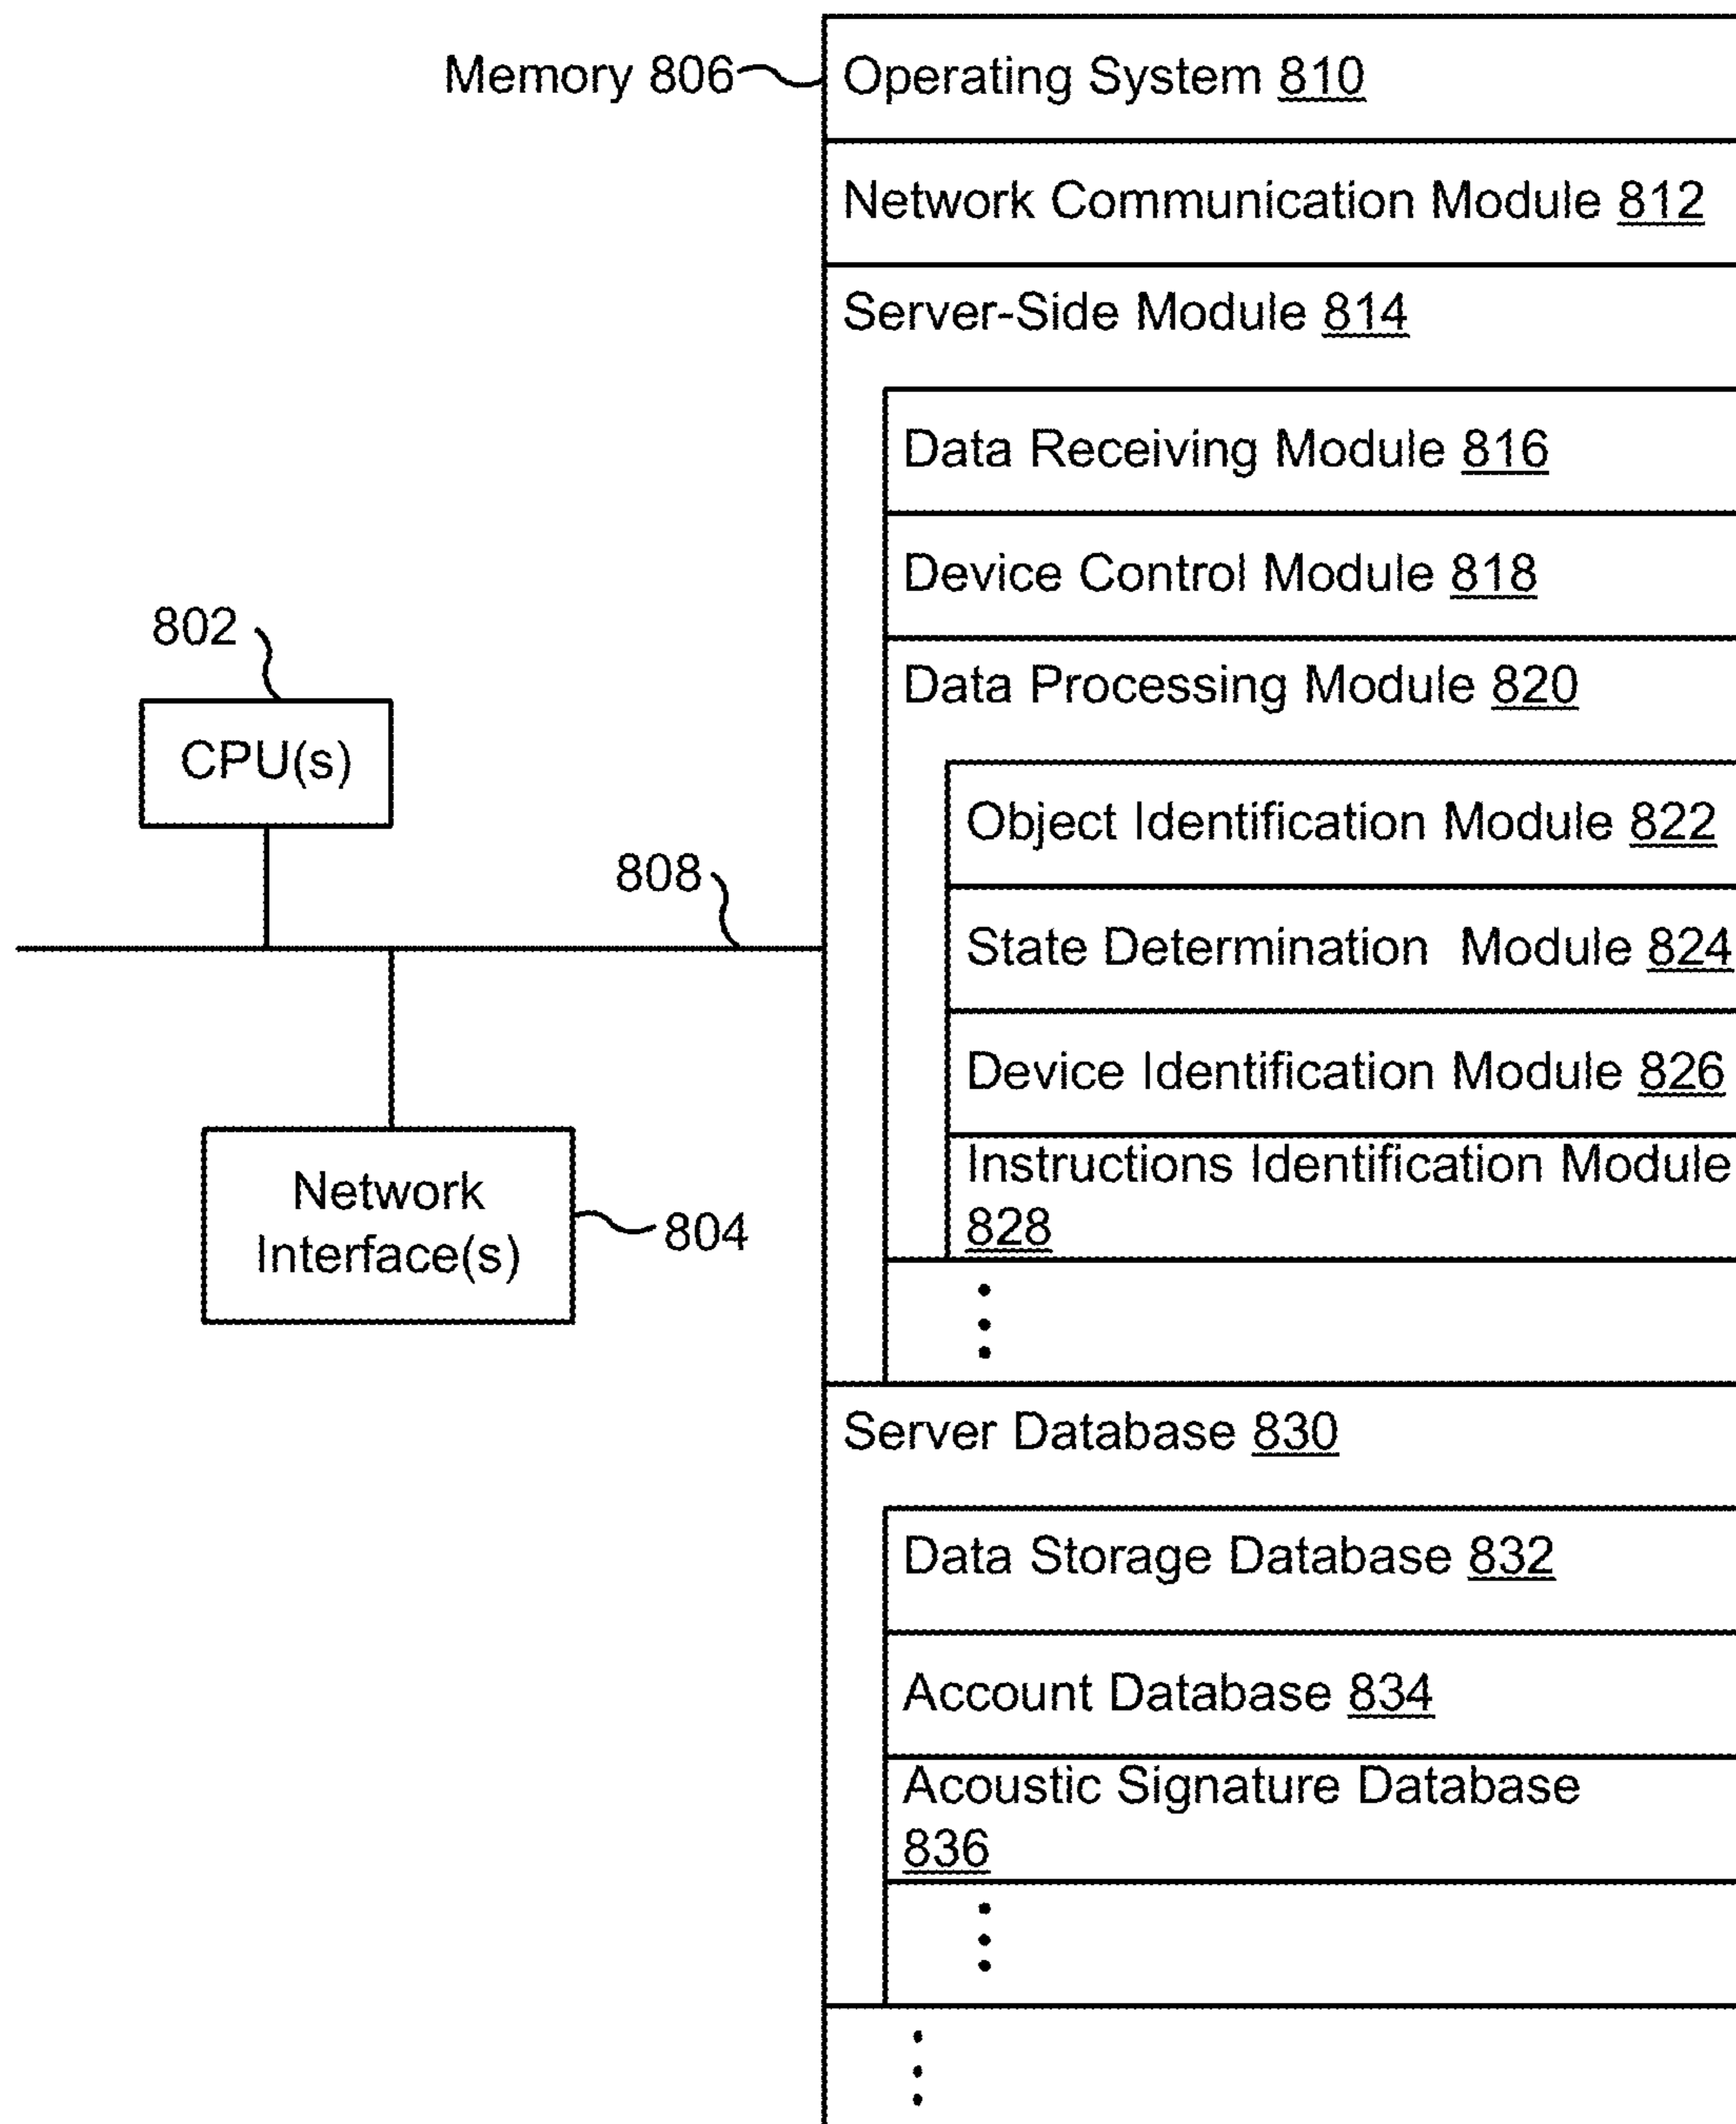 Memory 806
Operating System 810
Network Communication Module 812
Server-Side Module 814
Data Receiving Module 816
Device Control Module 818
802
CPU(s)
Data Processing Module 820
Object Identification Module 822
808
State Determination Module 824
Device Identification Module 826
Network
Interface(s)
804
Instructions Identification Module
828
Server Database 830
Data Storage Database 832
Account Database 834
Acoustic Signature Database
836